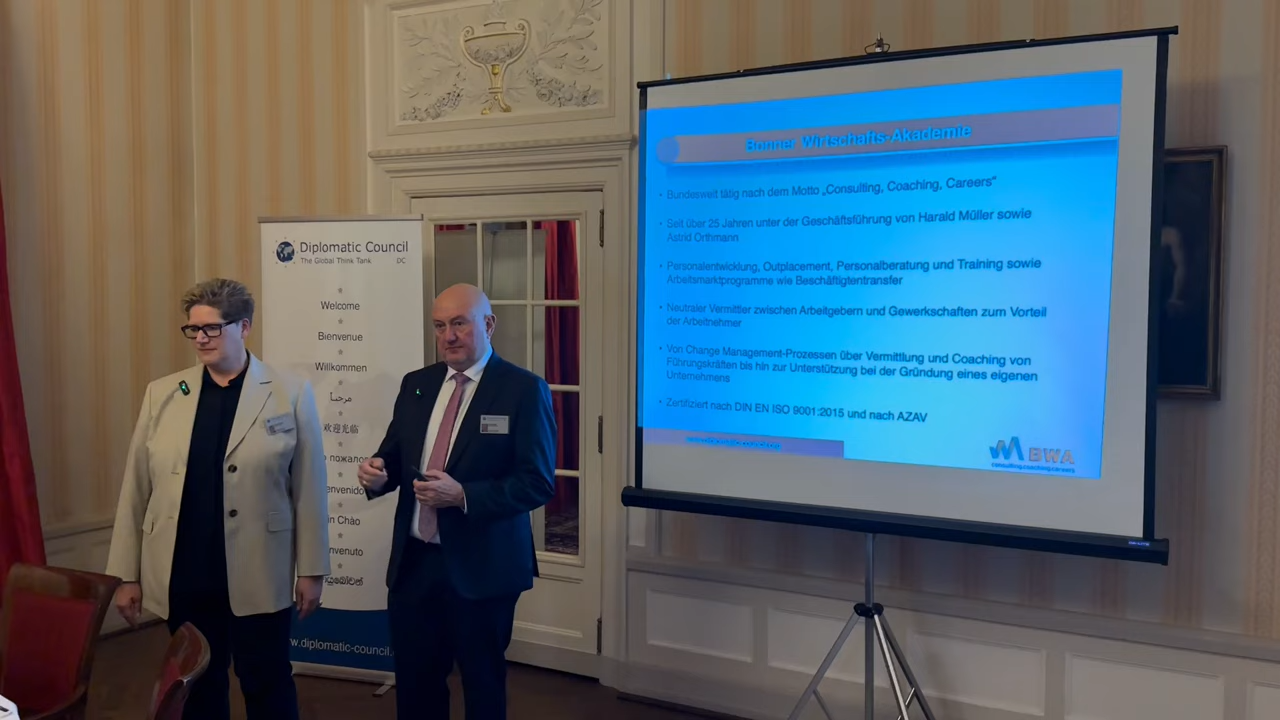 Diplomatic Council
The Global Think Tank DC
Welcome
Bienvenue
Willkommen
مرحباً
欢迎光临
пожалов
envenido
in Chào
nvenuto
w.diplomatic-council.
Bonner Wirtschafts-Akademie
• Bundesweit tätig nach dem Motto „Consulting, Coaching, Careers“
• Seit über 25 Jahren unter der Geschäftsführung von Harald Müller sowie
Astrid Orthmann
• Personalentwicklung, Outplacement, Personalberatung und Training sowie
Arbeitsmarktprogramme wie Beschäftigtentransfer
• Neutraler Vermittler zwischen Arbeitgebern und Gewerkschaften zum Vorteil
der Arbeitnehmer
• Von Change Management-Prozessen über Vermittlung und Coaching von
Führungskräften bis hin zur Unterstützung bei der Gründung eines eigenen
Unternehmens
• Zertifiziert nach DIN EN ISO 9001:2015 und nach AZAV
BWA
consulting.coaching.careers